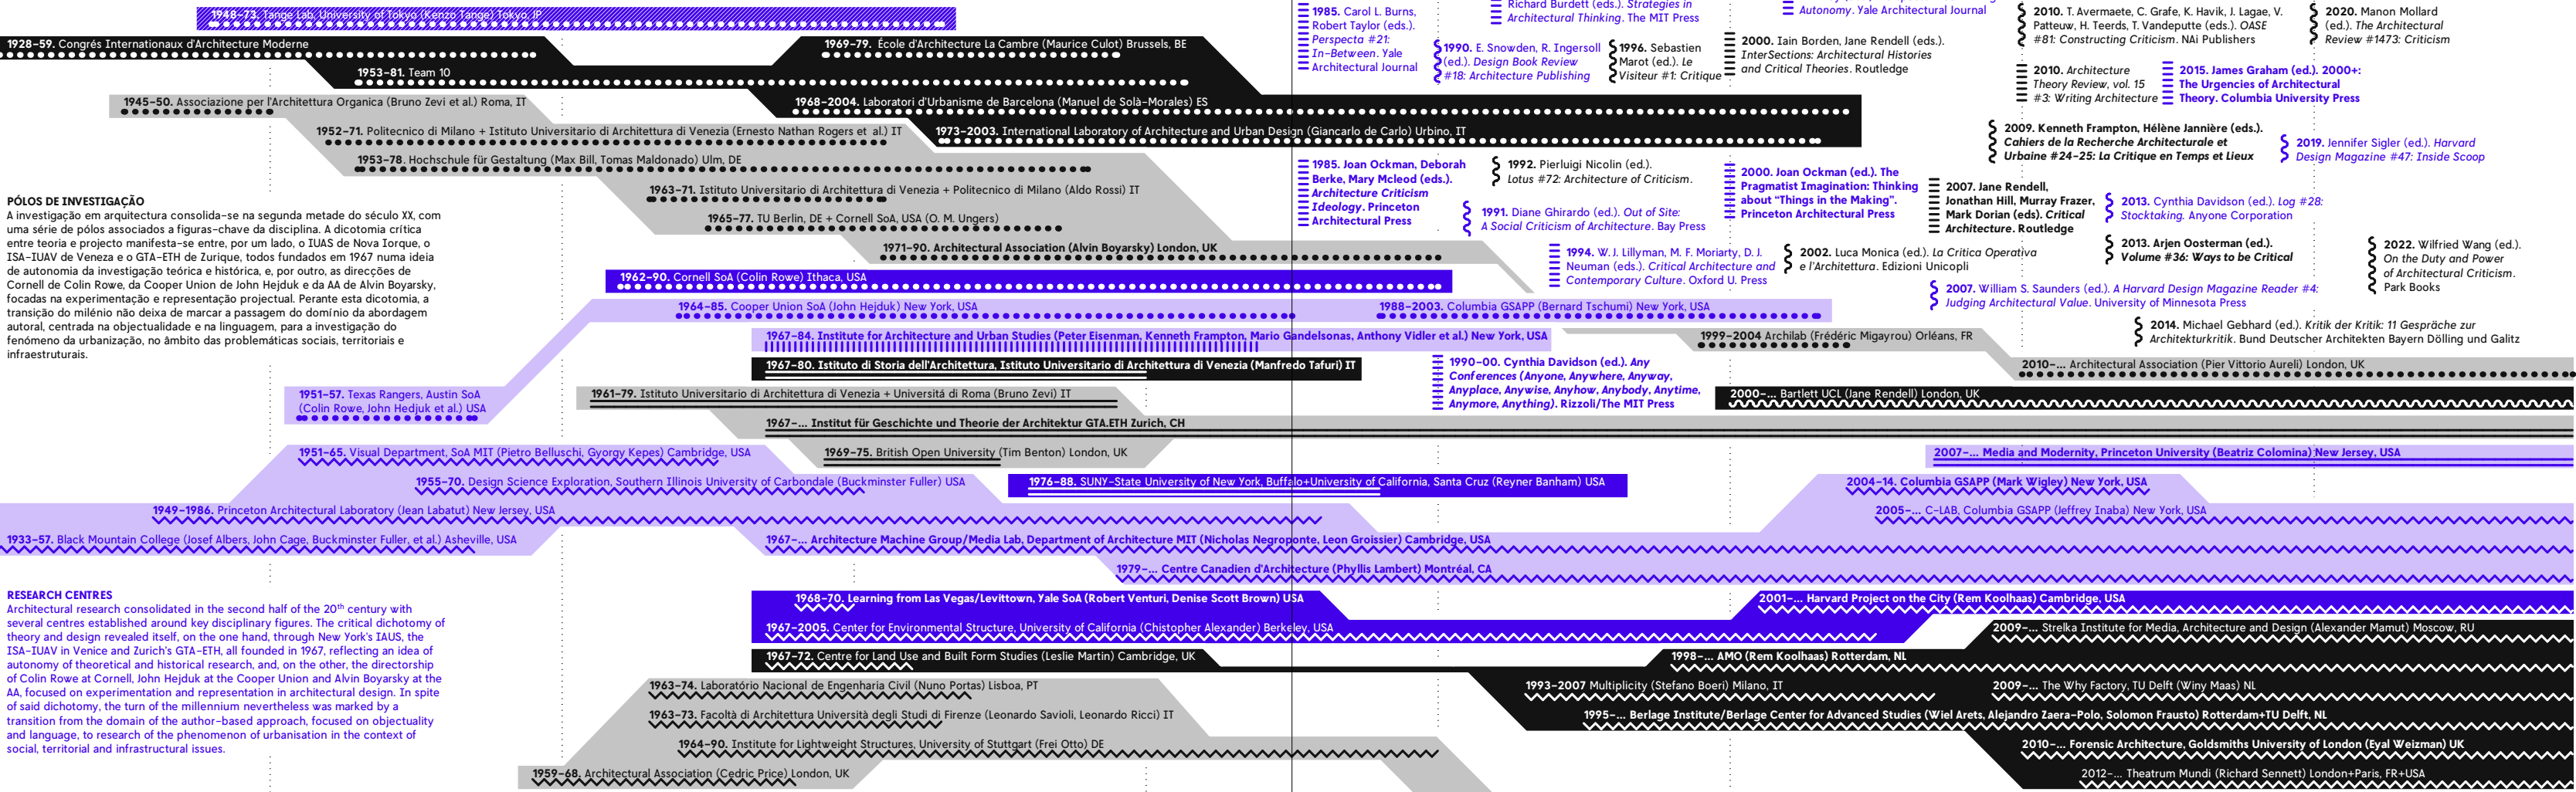 1948–73. Tange Lab, University of Tokyo (Kenzo Tange) Tokyo, JP
1928–59. Congrés Internationaux d'Architecture Moderne
1969–79. École d'Architecture La Cambre (Maurice Culot) Brussels, BE
1953–81. Team 10
1945–50. Associazione per l'Architettura Organica (Bruno Zevi et al.) Roma, IT
1968–2004. Laboratori d'Urbanisme de Barcelona (Manuel de Solà-Morales) ES
1952–71. Politecnico di Milano + Istituto Universitario di Architettura di Venezia (Ernesto Nathan Rogers et al.) IT
1973–2003. International Laboratory of Architecture and Urban Design (Giancarlo de Carlo) Urbino, IT
1953–78. Hochschule für Gestaltung (Max Bill, Tomas Maldonado) Ulm, DE
1963–71. Istituto Universitario di Architettura di Venezia + Politecnico di Milano (Aldo Rossi) IT
1965–77. TU Berlin, DE + Cornell SoA, USA (O. M. Ungers)
1971–90. Architectural Association (Alvin Boyarsky) London, UK
1962–90. Cornell SoA (Colin Rowe) Ithaca, USA
1964–85. Cooper Union SoA (John Hejduk) New York, USA
1988–2003. Columbia GSAPP (Bernard Tschumi) New York, USA
1967–84. Institute for Architecture and Urban Studies (Peter Eisenman, Kenneth Frampton, Mario Gandelsonas, Anthony Vidler et al.) New York, USA
1999–2004 Archilab (Frédéric Migayrou) Orléans, FR
1967–80. Istituto di Storia dell'Architettura, Istituto Universitario di Architettura di Venezia (Manfredo Tafuri) IT
2010–... Architectural Association (Pier Vittorio Aureli) London, UK
1951–57. Texas Rangers, Austin SoA
(Colin Rowe, John Hedjuk et al.) USA
1961–79. Istituto Universitario di Architettura di Venezia + Universitá di Roma (Bruno Zevi) IT
2000–... Bartlett UCL (Jane Rendell) London, UK
1967–... Institut für Geschichte und Theorie der Architektur GTA.ETH Zurich, CH
1951–65. Visual Department, SoA MIT (Pietro Belluschi, Gyorgy Kepes) Cambridge, USA
1969–75. British Open University (Tim Benton) London, UK
2007–... Media and Modernity, Princeton University (Beatriz Colomina) New Jersey, USA
1955–70. Design Science Exploration, Southern Illinois University of Carbondale (Buckminster Fuller) USA
1976–88. SUNY–State University of New York, Buffalo+University of California, Santa Cruz (Reyner Banham) USA
2004–14. Columbia GSAPP (Mark Wigley) New York, USA
1949–1986. Princeton Architectural Laboratory (Jean Labatut) New Jersey, USA
2005–... C-LAB, Columbia GSAPP (Jeffrey Inaba) New York, USA
1933–57. Black Mountain College (Josef Albers, John Cage, Buckminster Fuller, et al.) Asheville, USA
1967–... Architecture Machine Group/Media Lab, Department of Architecture MIT (Nicholas Negroponte, Leon Groissier) Cambridge, USA
1979–... Centre Canadien d'Architecture (Phyllis Lambert) Montréal, CA
1968–70. Learning from Las Vegas/Levittown, Yale SoA (Robert Venturi, Denise Scott Brown) USA
2001–... Harvard Project on the City (Rem Koolhaas) Cambridge, USA
1967–2005. Center for Environmental Structure, University of California (Chistopher Alexander) Berkeley, USA
2009–... Strelka Institute for Media, Architecture and Design (Alexander Mamut) Moscow, RU
1967–72. Centre for Land Use and Built Form Studies (Leslie Martin) Cambridge, UK
1998–... AMO (Rem Koolhaas) Rotterdam, NL
1963–74. Laboratório Nacional de Engenharia Civil (Nuno Portas) Lisboa, PT
1993–2007 Multiplicity (Stefano Boeri) Milano, IT
2009–... The Why Factory, TU Delft (Winy Maas) NL
1963–73. Facoltà di Architettura Università degli Studi di Firenze (Leonardo Savioli, Leonardo Ricci) IT
1995–... Berlage Institute/Berlage Center for Advanced Studies (Wiel Arets, Alejandro Zaera-Polo, Solomon Frausto) Rotterdam+TU Delft, NL
1964–90. Institute for Lightweight Structures, University of Stuttgart (Frei Otto) DE
2010–... Forensic Architecture, Goldsmiths University of London (Eyal Weizman) UK
1959–68. Architectural Association (Cedric Price) London, UK
2012–... Theatrum Mundi (Richard Sennett) London+Paris, FR+USA
PÓLOS DE INVESTIGAÇÃO
A investigação em arquitectura consolida-se na segunda metade do século XX, com
uma série de pólos associados a figuras-chave da disciplina. A dicotomia crítica
entre teoria e projecto manifesta-se entre, por um lado, o IUAS de Nova Iorque, o
ISA-IUAV de Veneza e o GTA-ETH de Zurique, todos fundados em 1967 numa ideia
de autonomia da investigação teórica e histórica, e, por outro, as direcções de
Cornell de Colin Rowe, da Cooper Union de John Hejduk e da AA de Alvin Boyarsky,
focadas na experimentação e representação projectual. Perante esta dicotomia, a
transição do milénio não deixa de marcar a passagem do domínio da abordagem
autoral, centrada na objectualidade e na linguagem, para a investigação do
fenómeno da urbanização, no âmbito das problemáticas sociais, territoriais e
infraestruturais.
RESEARCH CENTRES
Architectural research consolidated in the second half of the 20th century with
several centres established around key disciplinary figures. The critical dichotomy of
theory and design revealed itself, on the one hand, through New York's IAUS, the
ISA-IUAV in Venice and Zurich's GTA-ETH, all founded in 1967, reflecting an idea of
autonomy of theoretical and historical research, and, on the other, the directorship
of Colin Rowe at Cornell, John Hejduk at the Cooper Union and Alvin Boyarsky at the
AA, focused on experimentation and representation in architectural design. In spite
of said dichotomy, the turn of the millennium nevertheless was marked by a
transition from the domain of the author-based approach, focused on objectuality
and language, to research of the phenomenon of urbanisation in the context of
social, territorial and infrastructural issues.
1985. Carol L. Burns,
Robert Taylor (eds.).
Perspecta #21:
In-Between. Yale
Architectural Journal
Richard Burdett (eds.). Strategies in
Architectural Thinking. The MIT Press
1990. E. Snowden, R. Ingersoll
(ed.). Design Book Review
#18: Architecture Publishing
1996. Sebastien
Marot (ed.). Le
Visiteur #1: Critique
Autonomy. Yale Architectural Journal
2000. Iain Borden, Jane Rendell (eds.).
InterSections: Architectural Histories
and Critical Theories. Routledge
2010. T. Avermaete, C. Grafe, K. Havik, J. Lagae, V.
Patteuw, H. Teerds, T. Vandeputte (eds.). OASE
#81: Constructing Criticism. NAi Publishers
2020. Manon Mollard
(ed.). The Architectural
Review #1473: Criticism
2010. Architecture
Theory Review, vol. 15
#3: Writing Architecture
2015. James Graham (ed.). 2000+:
The Urgencies of Architectural
Theory. Columbia University Press
2009. Kenneth Frampton, Hélène Jannière (eds.).
Cahiers de la Recherche Architecturale et
Urbaine #24-25: La Critique en Temps et Lieux
2019. Jennifer Sigler (ed.). Harvard
Design Magazine #47: Inside Scoop
1985. Joan Ockman, Deborah
Berke, Mary Mcleod (eds.).
Architecture Criticism
Ideology. Princeton
Architectural Press
1992. Pierluigi Nicolin (ed.).
Lotus #72: Architecture of Criticism.
1991. Diane Ghirardo (ed.). Out of Site:
A Social Criticism of Architecture. Bay Press
2000. Joan Ockman (ed.). The
Pragmatist Imagination: Thinking
about "Things in the Making".
Princeton Architectural Press
2007. Jane Rendell,
Jonathan Hill, Murray Frazer,
Mark Dorian (eds). Critical
Architecture. Routledge
2013. Cynthia Davidson (ed.). Log #28:
Stocktaking. Anyone Corporation
1994. W. J. Lillyman, M. F. Moriarty, D. J.
Neuman (eds.). Critical Architecture and
Contemporary Culture. Oxford U. Press
2002. Luca Monica (ed.). La Critica Operativa
e l'Architettura. Edizioni Unicopli
2013. Arjen Oosterman (ed.).
Volume #36: Ways to be Critical
2022. Wilfried Wang (ed.).
On the Duty and Power
of Architectural Criticism.
Park Books
2007. William S. Saunders (ed.). A Harvard Design Magazine Reader #4:
Judging Architectural Value. University of Minnesota Press
2014. Michael Gebhard (ed.). Kritik der Kritik: 11 Gespräche zur
Architekturkritik. Bund Deutscher Architekten Bayern Dölling und Galitz
1990–00. Cynthia Davidson (ed.). Any
Conferences (Anyone, Anywhere, Anyway,
Anyplace, Anywise, Anyhow, Anybody, Anytime,
Anymore, Anything). Rizzoli/The MIT Press